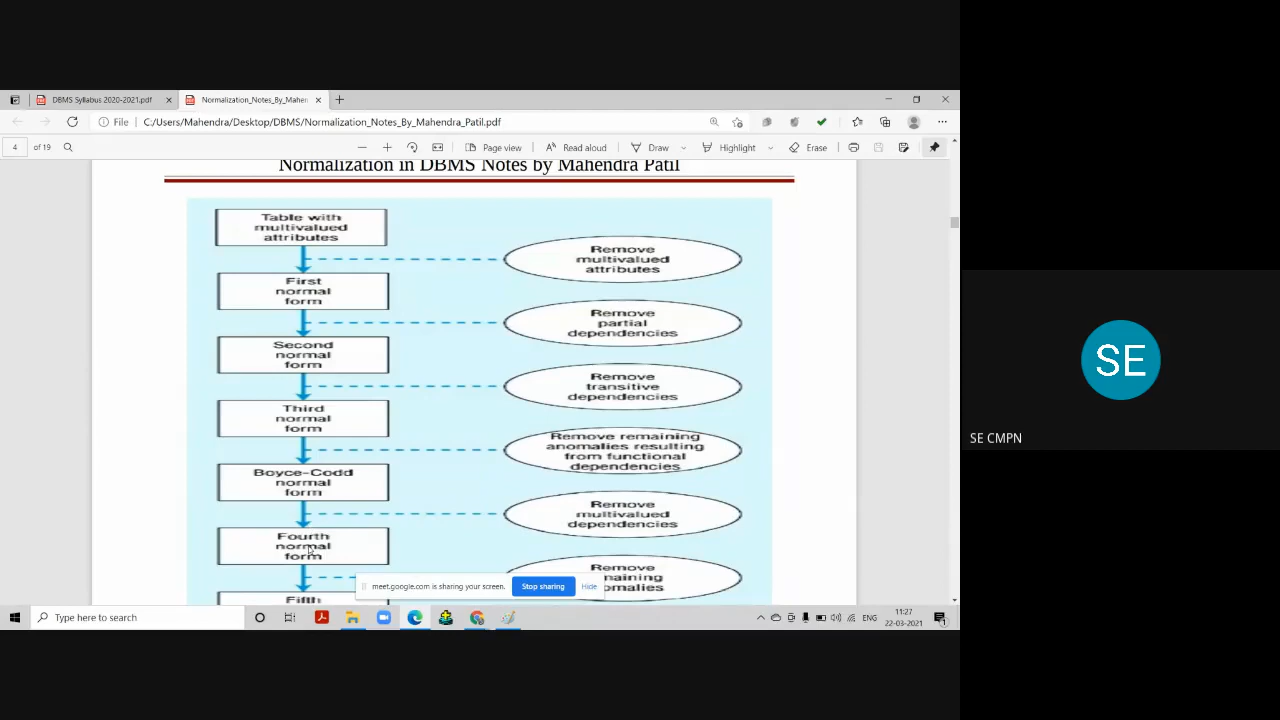 DBMS Syllabus 2020-2021.pdf
Normalization_Notes_By_Mahen
File
C:/Users/Mahendra/Desktop/DBMS/Normalization_Notes_By_Mahendra_Patil.pdf
4 of 19
Page view
Read aloud
Draw
Highlight
Erase
Normalization in DBMS Notes by Mahendra Patil
Table with
multivalued
attributes
Remove
multivalued
attributes
First
normal
form
Remove
partial
dependencies
Second
normal
form
Remove
transitive
dependencies
Third
normal
form
Remove remaining
anomalies resulting
from functional
dependencies
Boyce-Codd
normal
form
Remove
multivalued
dependencies
Fourth
normal
form
Remove
Fifth
meet.google.com is sharing your screen.
Stop sharing
Hide
Type here to search
ENG
11:27
22-03-2021
SE
SE CMPN